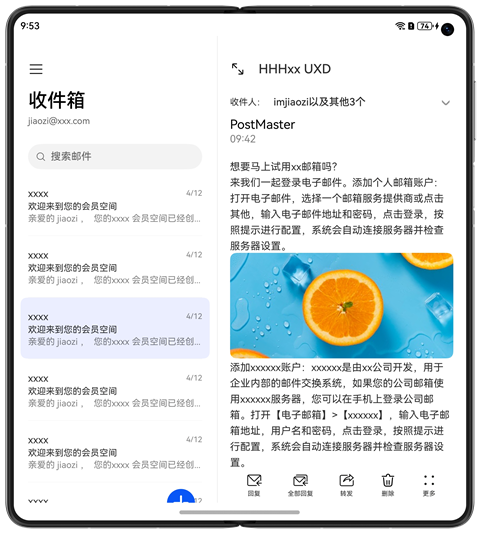 9:53
74
收件箱
jiaozi@xxx.com
搜索邮件
xxxx 4/12
欢迎来到您的会员空间
亲爱的 jiaozi ， 您的xxxx 会员空间已经创...
xxxx 4/12
欢迎来到您的会员空间
亲爱的 jiaozi ， 您的xxxx 会员空间已经创...
xxxx 4/12
欢迎来到您的会员空间
亲爱的 jiaozi ， 您的xxxx 会员空间已经创...
xxxx 4/12
欢迎来到您的会员空间
亲爱的 jiaozi ， 您的xxxx 会员空间已经创...
xxxx 4/12
欢迎来到您的会员空间
亲爱的 jiaozi ， 您的xxxx 会员空间已经创...
xxxx
HHHxx UXD
收件人： imjiaozi以及其他3个
PostMaster
09:42
想要马上试用xx邮箱吗?
来我们一起登录电子邮件。添加个人邮箱账户：
打开电子邮件，选择一个邮箱服务提供商或点击
其他，输入电子邮件地址和密码，点击登录，按
照提示进行配置，系统会自动连接服务器并检查
服务器设置。
添加xxxxxx账户：xxxxxx是由xx公司开发，用于
企业内部的邮件交换系统，如果您的公司邮箱使
用xxxxxx服务器，您可以在手机上登录公司邮
箱。打开【电子邮箱】>【xxxxxx】，输入电子邮
箱地址，用户名和密码，点击登录，按照提示进
行配置，系统会自动连接服务器并检查服务器设
置。
回复 全部回复 转发 删除 更多